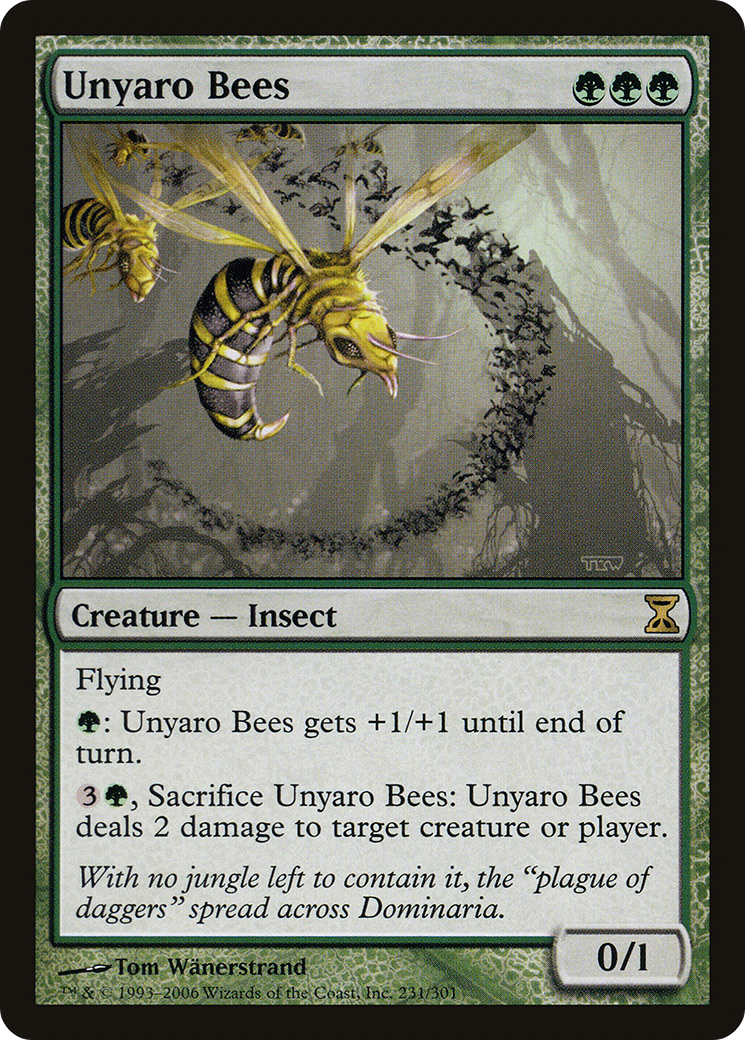 Unyaro Bees
TEW
Creature — Insect
Flying
: Unyaro Bees gets +1/+1 until end of
turn.
3 , Sacrifice Unyaro Bees: Unyaro Bees
deals 2 damage to target creature or player.
With no jungle left to contain it, the “plague of
daggers” spread across Dominaria.
0/1
Tom Wänerstrand
™ & © 1993–2006 Wizards of the Coast, Inc. 231/301